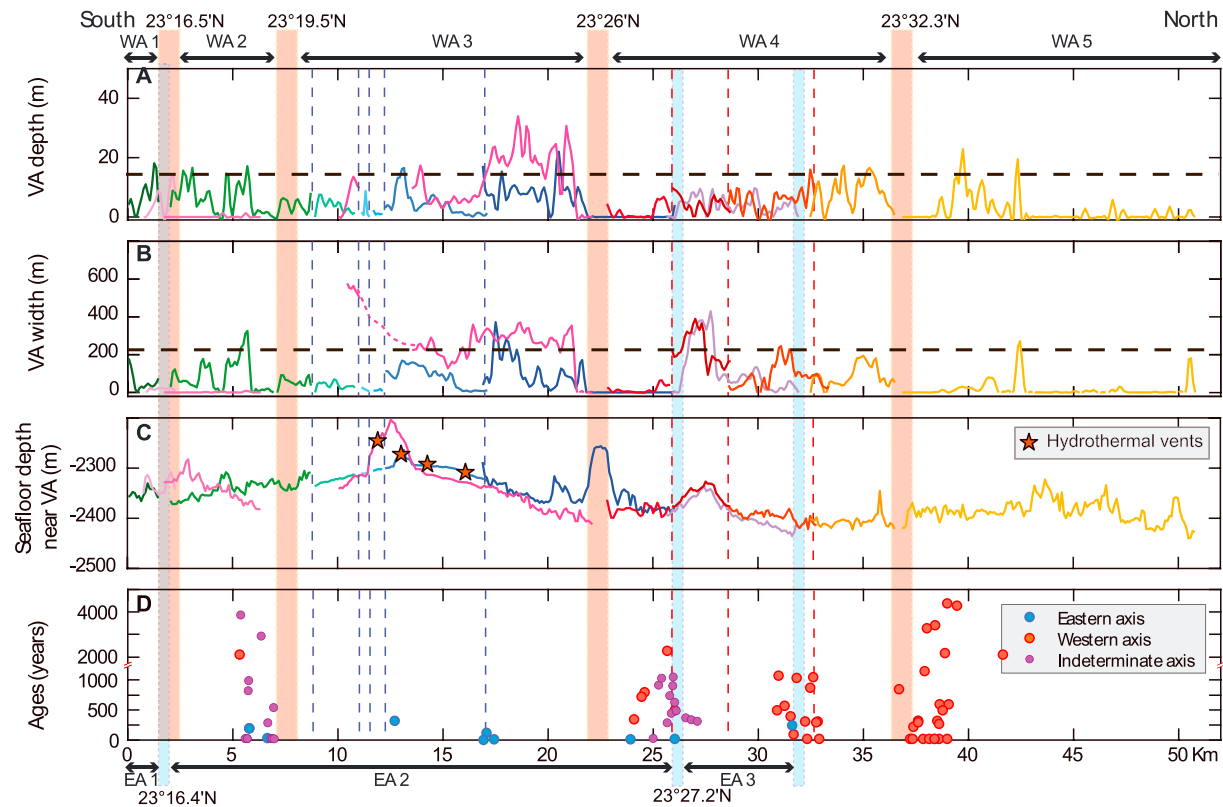 South 23°16.5'N 23°19.5'N 23°26'N 23°32.3'N North
WA 1 WA 2 WA 3 WA 4 WA 5
A
VA depth (m)
40
20
0
B
VA width (m)
600
400
200
0
C
Seafloor depth
near VA (m)
-2300
-2400
-2500
Hydrothermal vents
D
Ages (years)
4000
2000
1000
500
0
Eastern axis
Western axis
Indeterminate axis
0 5 10 15 20 25 30 35 40 45 50 Km
EA 1 EA 2 EA 3
23°16.4'N 23°27.2'N